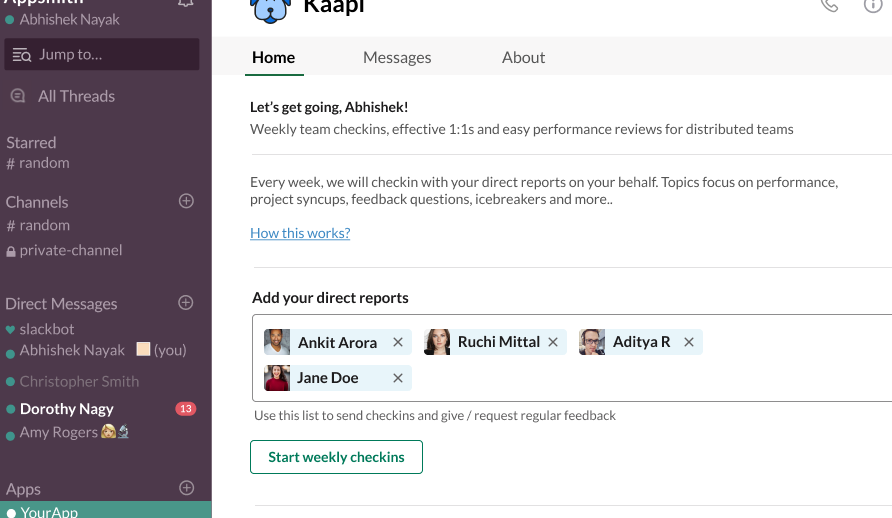 Appsmith
Abhishek Nayak
Jump to...
All Threads
Starred
# random
Channels
# random
private-channel
Direct Messages
slackbot
Abhishek Nayak (you)
Christopher Smith
Dorothy Nagy 13
Amy Rogers
Apps
YourApp
Kaapi
Home Messages About
Let's get going, Abhishek!
Weekly team checkins, effective 1:1s and easy performance reviews for distributed teams
Every week, we will checkin with your direct reports on your behalf. Topics focus on performance,
project syncups, feedback questions, icebreakers and more..
How this works?
Add your direct reports
Ankit Arora Ruchi Mittal Aditya R
Jane Doe
Use this list to send checkins and give / request regular feedback
Start weekly checkins